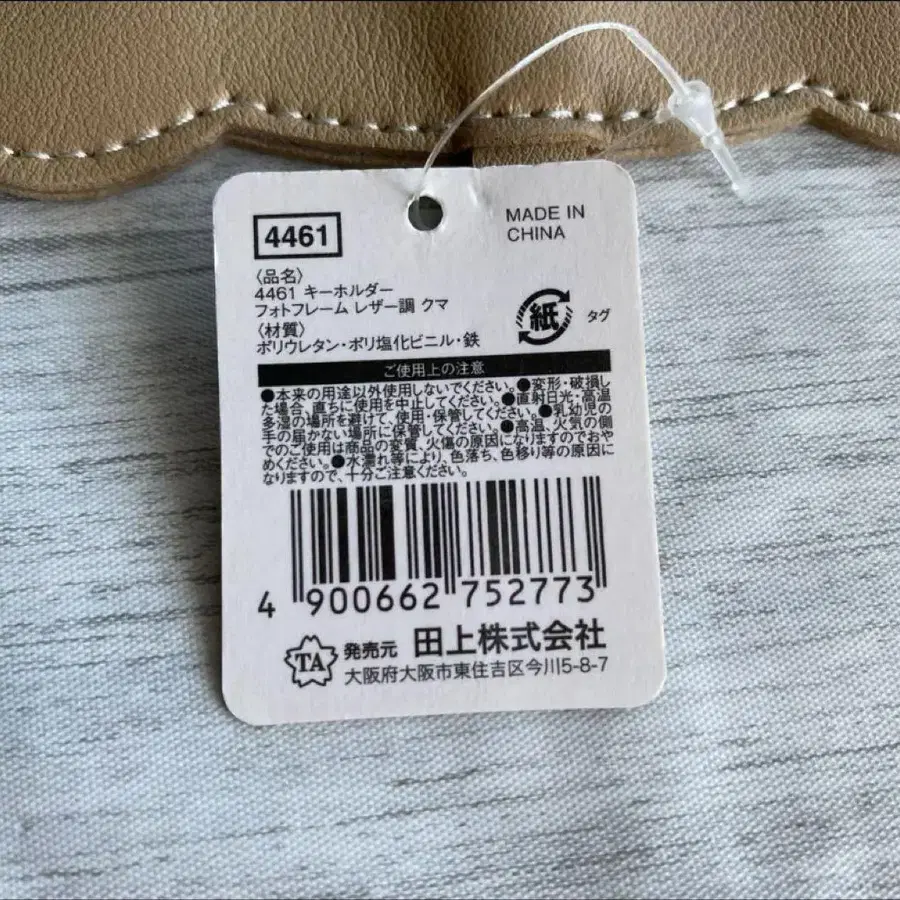 4461
MADE IN
CHINA
〈品名〉
4461 キーホルダー
フォトフレーム レザー調 クマ
〈材質〉
ポリウレタン・ポリ塩化ビニル・鉄
紙
タグ
ご使用上の注意
●本来の用途以外使用しないでください。●変形・破損し
た場合、直ちに使用を中止してください。●直射日光・高温
多湿の場所を避けて、使用・保管してください。●乳幼児の
手の届かない場所に保管してください。●高温、火気の側
でのご使用は商品の変質、火傷の原因になりますのでおや
めください。●水濡れ等により、色落ち、色移り等の原因に
なりますので、十分ご注意ください。
4 900662 752773
TA
発売元 田上株式会社
大阪府大阪市東住吉区今川5-8-7